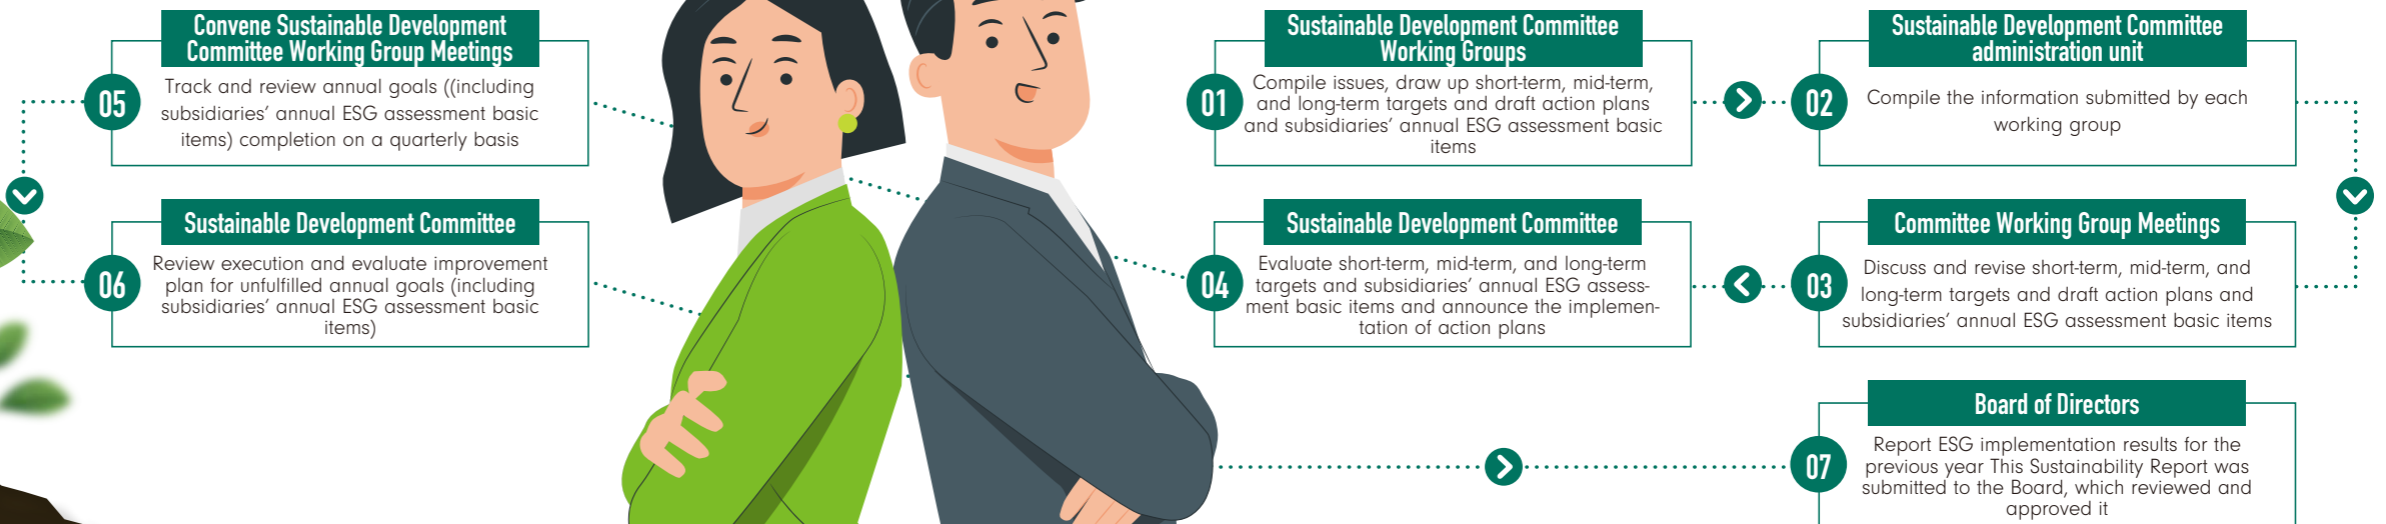 Convene Sustainable Development
Committee Working Group Meetings
05
Track and review annual goals ((including
subsidiaries' annual ESG assessment basic
items) completion on a quarterly basis
Sustainable Development Committee
06
Review execution and evaluate improvement
plan for unfulfilled annual goals (including
subsidiaries' annual ESG assessment basic
items)
Sustainable Development Committee
Working Groups
01
Compile issues, draw up short-term, mid-term,
and long-term targets and draft action plans
and subsidiaries' annual ESG assessment basic
items
Sustainable Development Committee
administration unit
02
Compile the information submitted by each
working group
Sustainable Development Committee
04
Evaluate short-term, mid-term, and long-term
targets and subsidiaries' annual ESG assess-
ment basic items and announce the implemen-
tation of action plans
Committee Working Group Meetings
03
Discuss and revise short-term, mid-term, and
long-term targets and draft action plans and
subsidiaries' annual ESG assessment basic items
Board of Directors
07
Report ESG implementation results for the
previous year This Sustainability Report was
submitted to the Board, which reviewed and
approved it